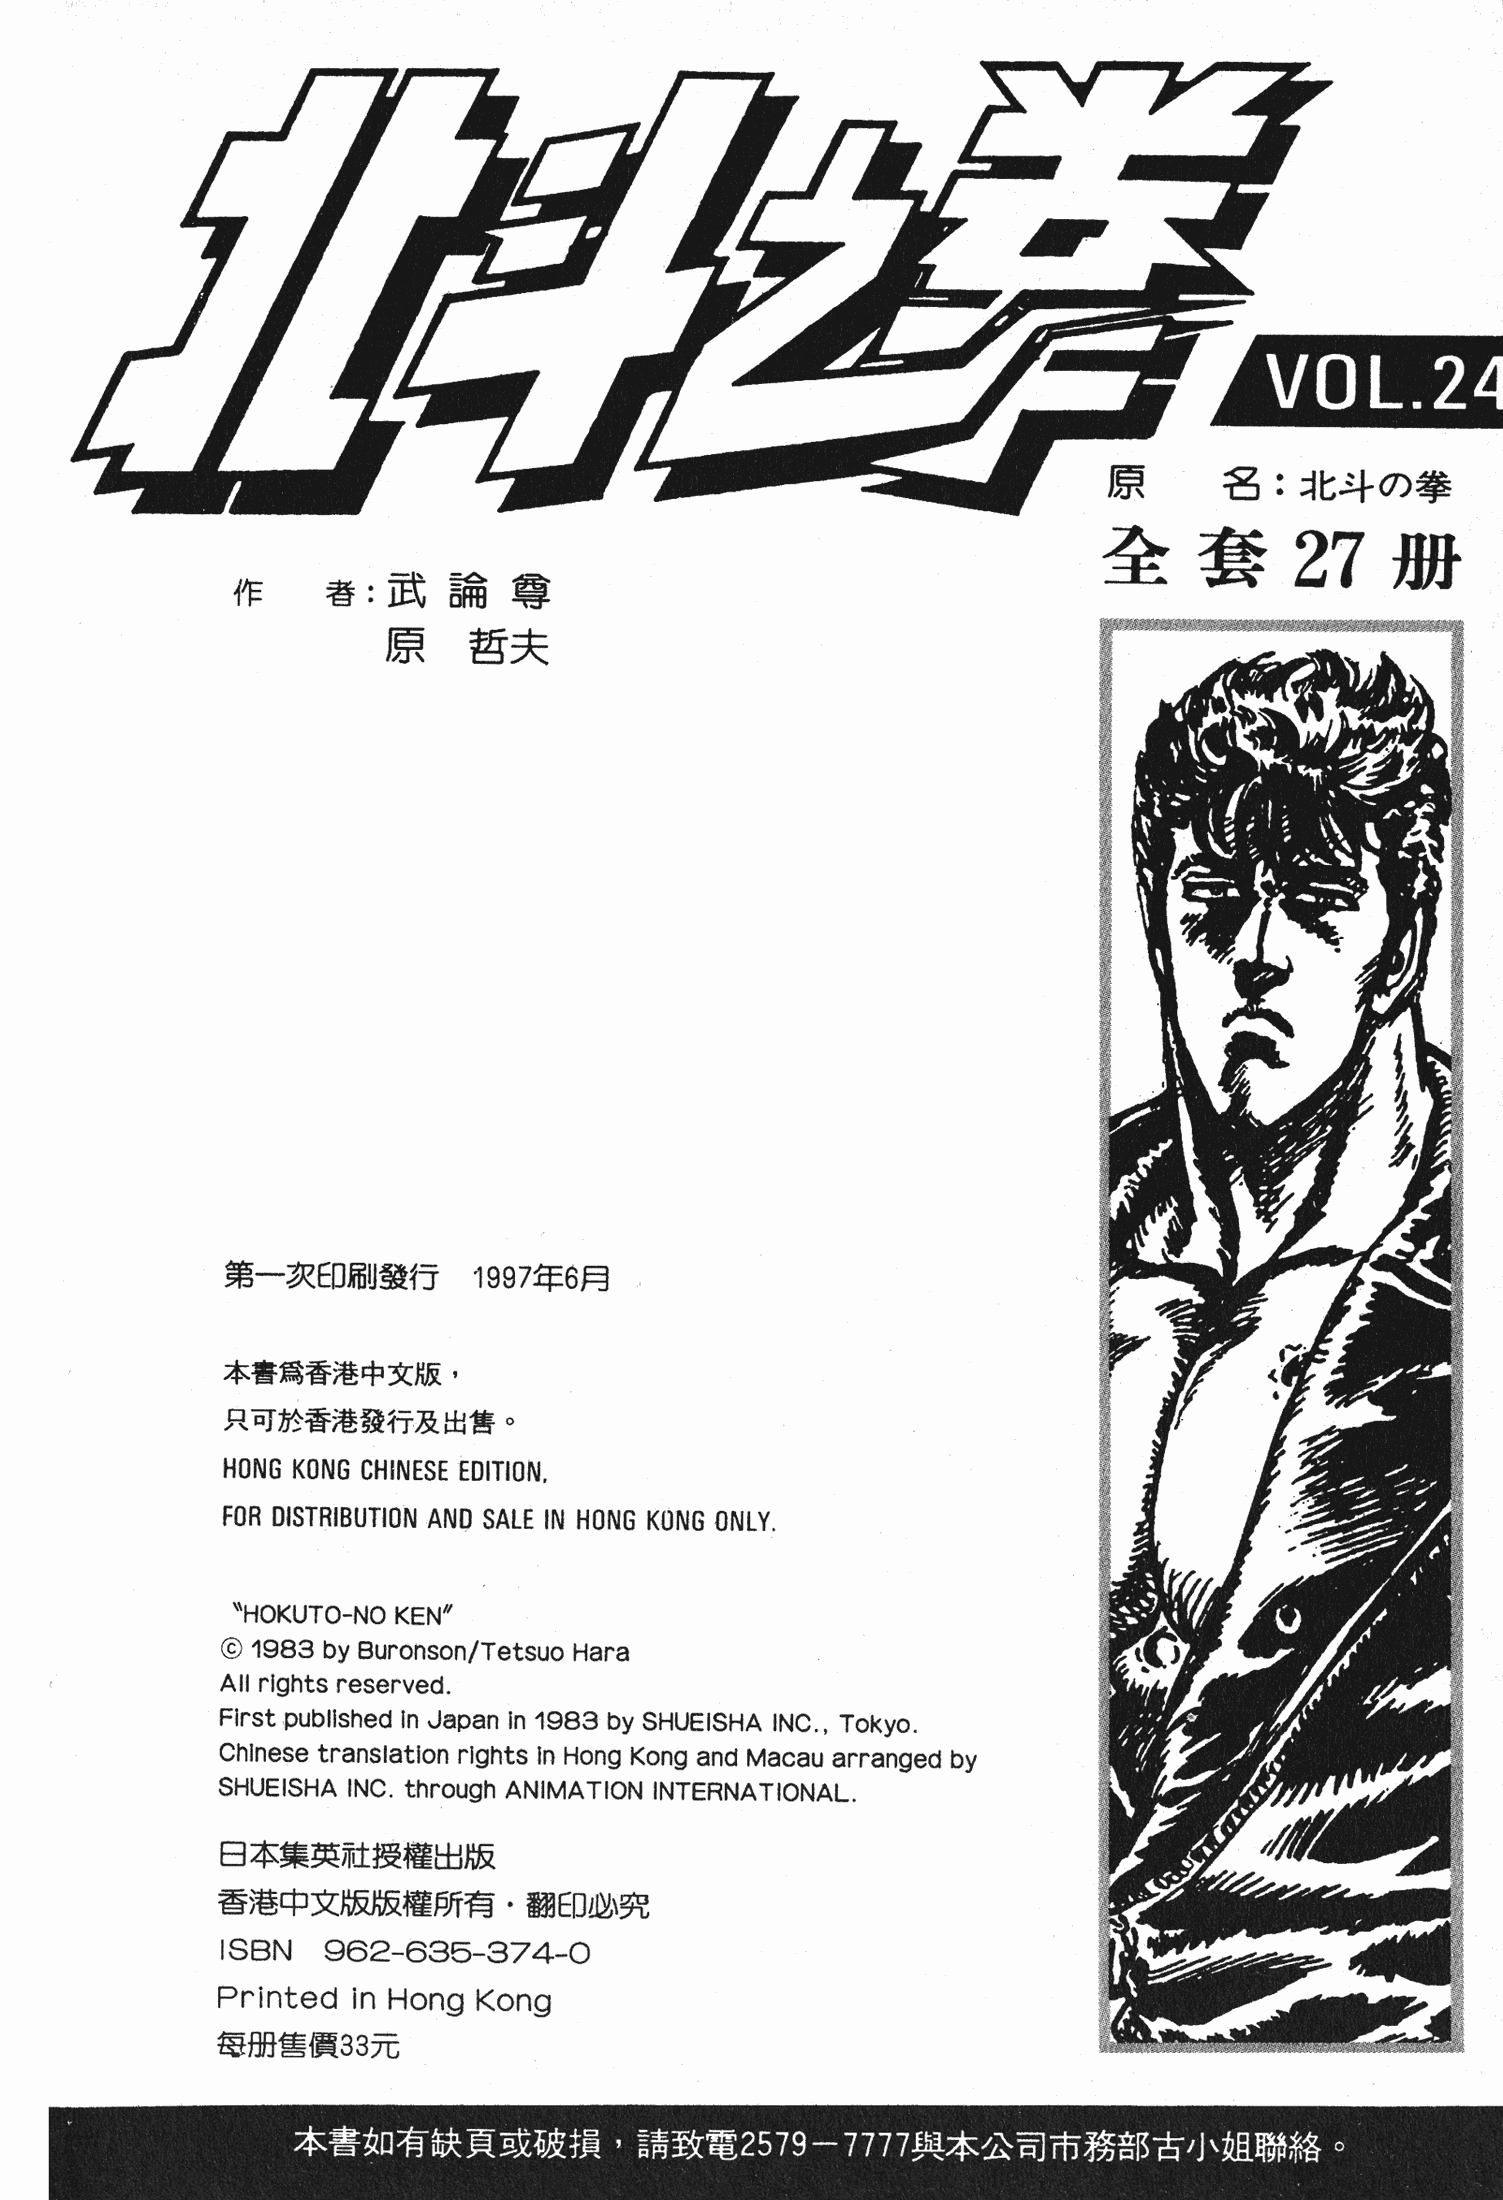 北斗之拳
VOL.24
原 名：北斗の拳
全套27册
作 者：武論尊
原 哲夫
第一次印刷發行 1997年6月
本書爲香港中文版，
只可於香港發行及出售。
HONG KONG CHINESE EDITION,
FOR DISTRIBUTION AND SALE IN HONG KONG ONLY.
〝HOKUTO-NO KEN〞
© 1983 by Buronson/Tetsuo Hara
All rights reserved.
First published in Japan in 1983 by SHUEISHA INC., Tokyo.
Chinese translation rights in Hong Kong and Macau arranged by
SHUEISHA INC. through ANIMATION INTERNATIONAL.
日本集英社授權出版
香港中文版版權所有・翻印必究
ISBN 962-635-374-0
Printed in Hong Kong
每册售價33元
本書如有缺頁或破損，請致電2579－7777與本公司市務部古小姐聯絡。